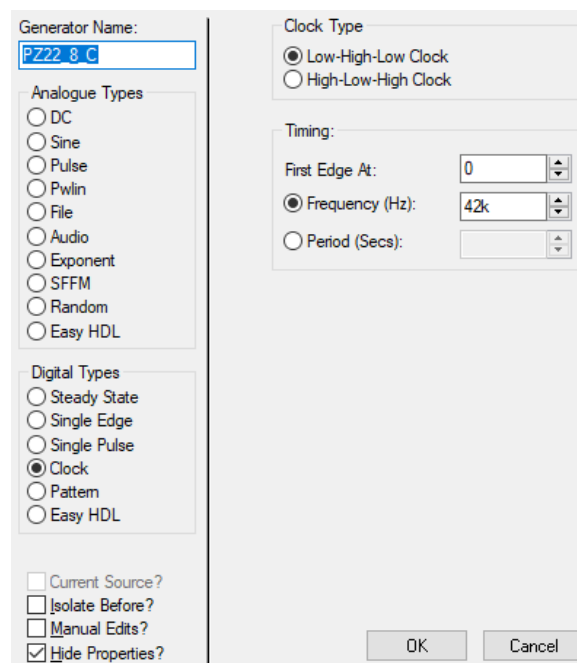 Generator Name:
PZ22_8_C
Analogue Types
DC
Sine
Pulse
Pwlin
File
Audio
Exponent
SFFM
Random
Easy HDL
Digital Types
Steady State
Single Edge
Single Pulse
Clock
Pattern
Easy HDL
Current Source?
Isolate Before?
Manual Edits?
Hide Properties?
Clock Type
Low-High-Low Clock
High-Low-High Clock
Timing:
First Edge At: 0
Frequency (Hz): 42k
Period (Secs):
OK Cancel